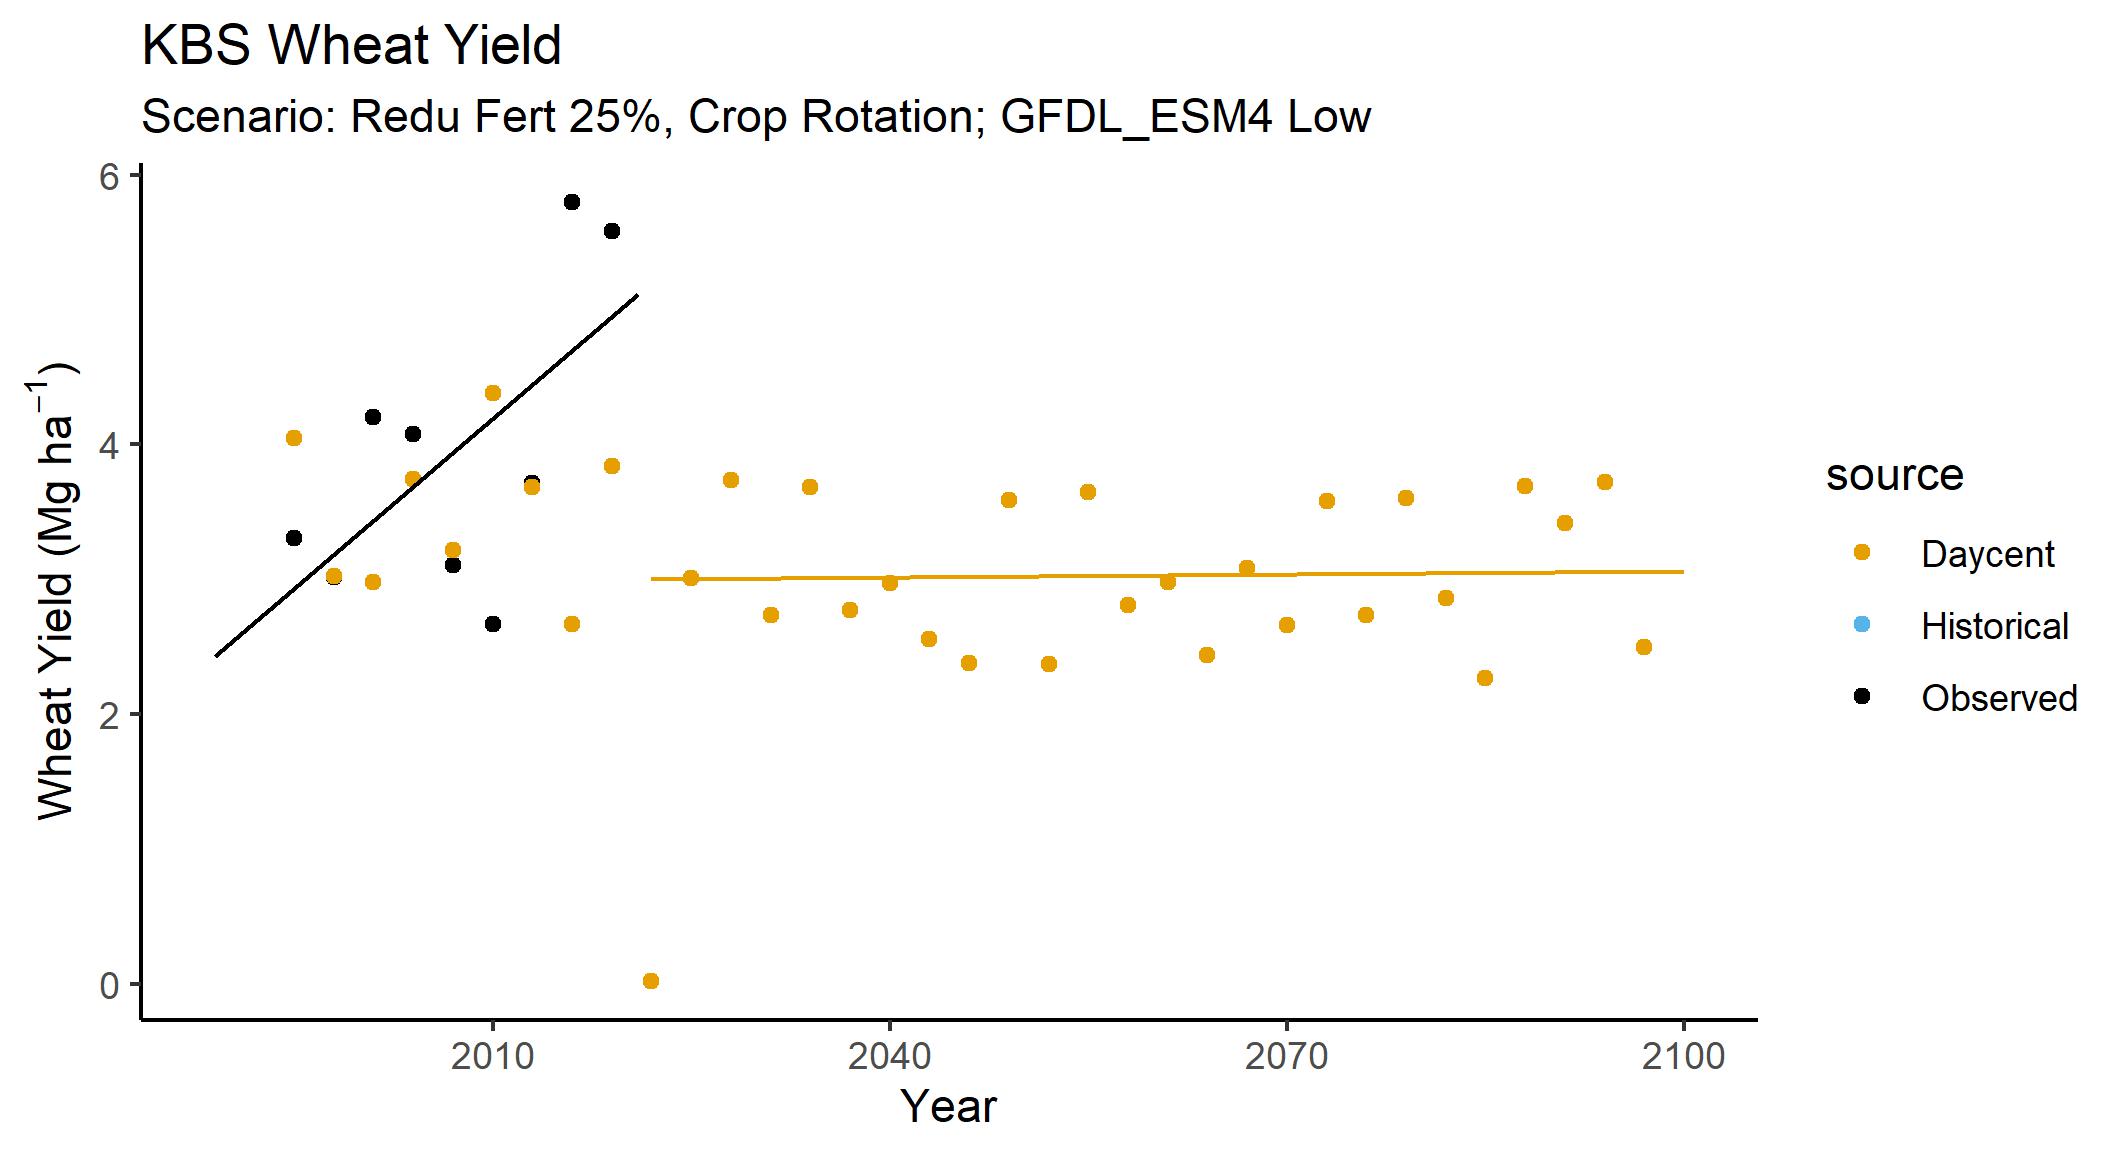 KBS Wheat Yield
Scenario: Redu Fert 25%, Crop Rotation; GFDL_ESM4 Low
Wheat Yield (Mg ha⁻¹)
6
4
2
0
2010
2040
2070
2100
Year
source
Daycent
Historical
Observed